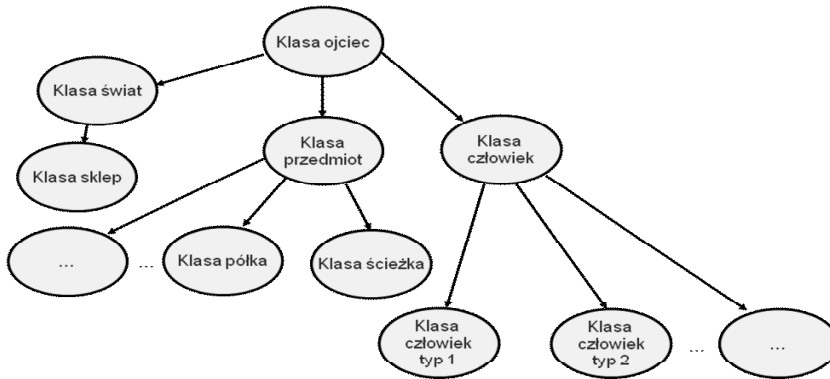 Klasa ojciec
Klasa świat
Klasa
przedmiot
Klasa
człowiek
Klasa sklep
...
...
Klasa półka
Klasa ścieżka
Klasa
człowiek
typ 1
Klasa
człowiek
typ 2
...
...